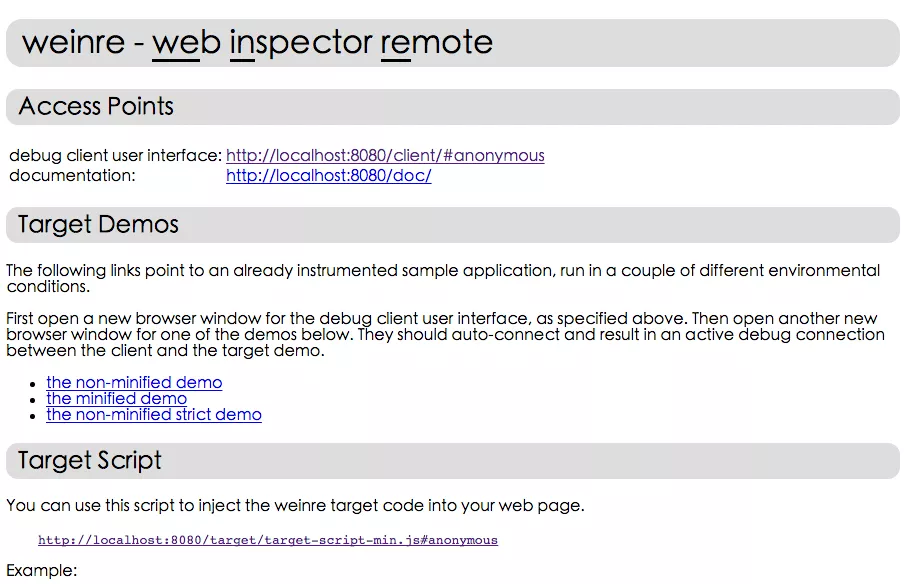 weinre - web inspector remote
Access Points
debug client user interface: http://localhost:8080/client/#anonymous
documentation: http://localhost:8080/doc/
Target Demos
The following links point to an already instrumented sample application, run in a couple of different environmental
conditions.
First open a new browser window for the debug client user interface, as specified above. Then open another new
browser window for one of the demos below. They should auto-connect and result in an active debug connection
between the client and the target demo.
• the non-minified demo
• the minified demo
• the non-minified strict demo
Target Script
You can use this script to inject the weinre target code into your web page.
http://localhost:8080/target/target-script-min.js#anonymous
Example: